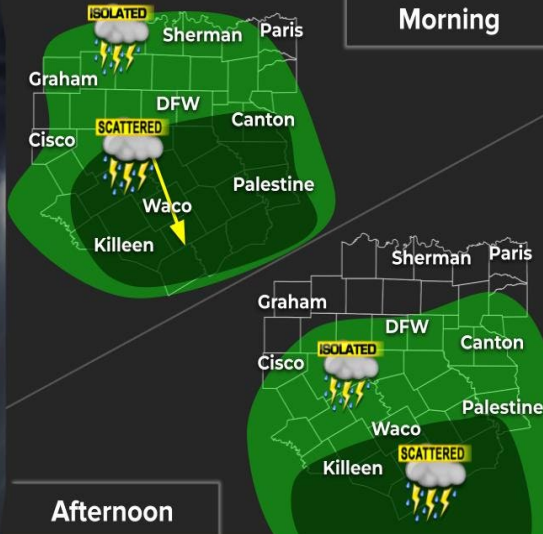 Morning
ISOLATED
Sherman
Paris
Graham
DFW
SCATTERED
Canton
Cisco
Palestine
Waco
Killeen
Sherman
Paris
Graham
DFW
ISOLATED
Canton
Cisco
Palestine
Waco
SCATTERED
Killeen
Afternoon